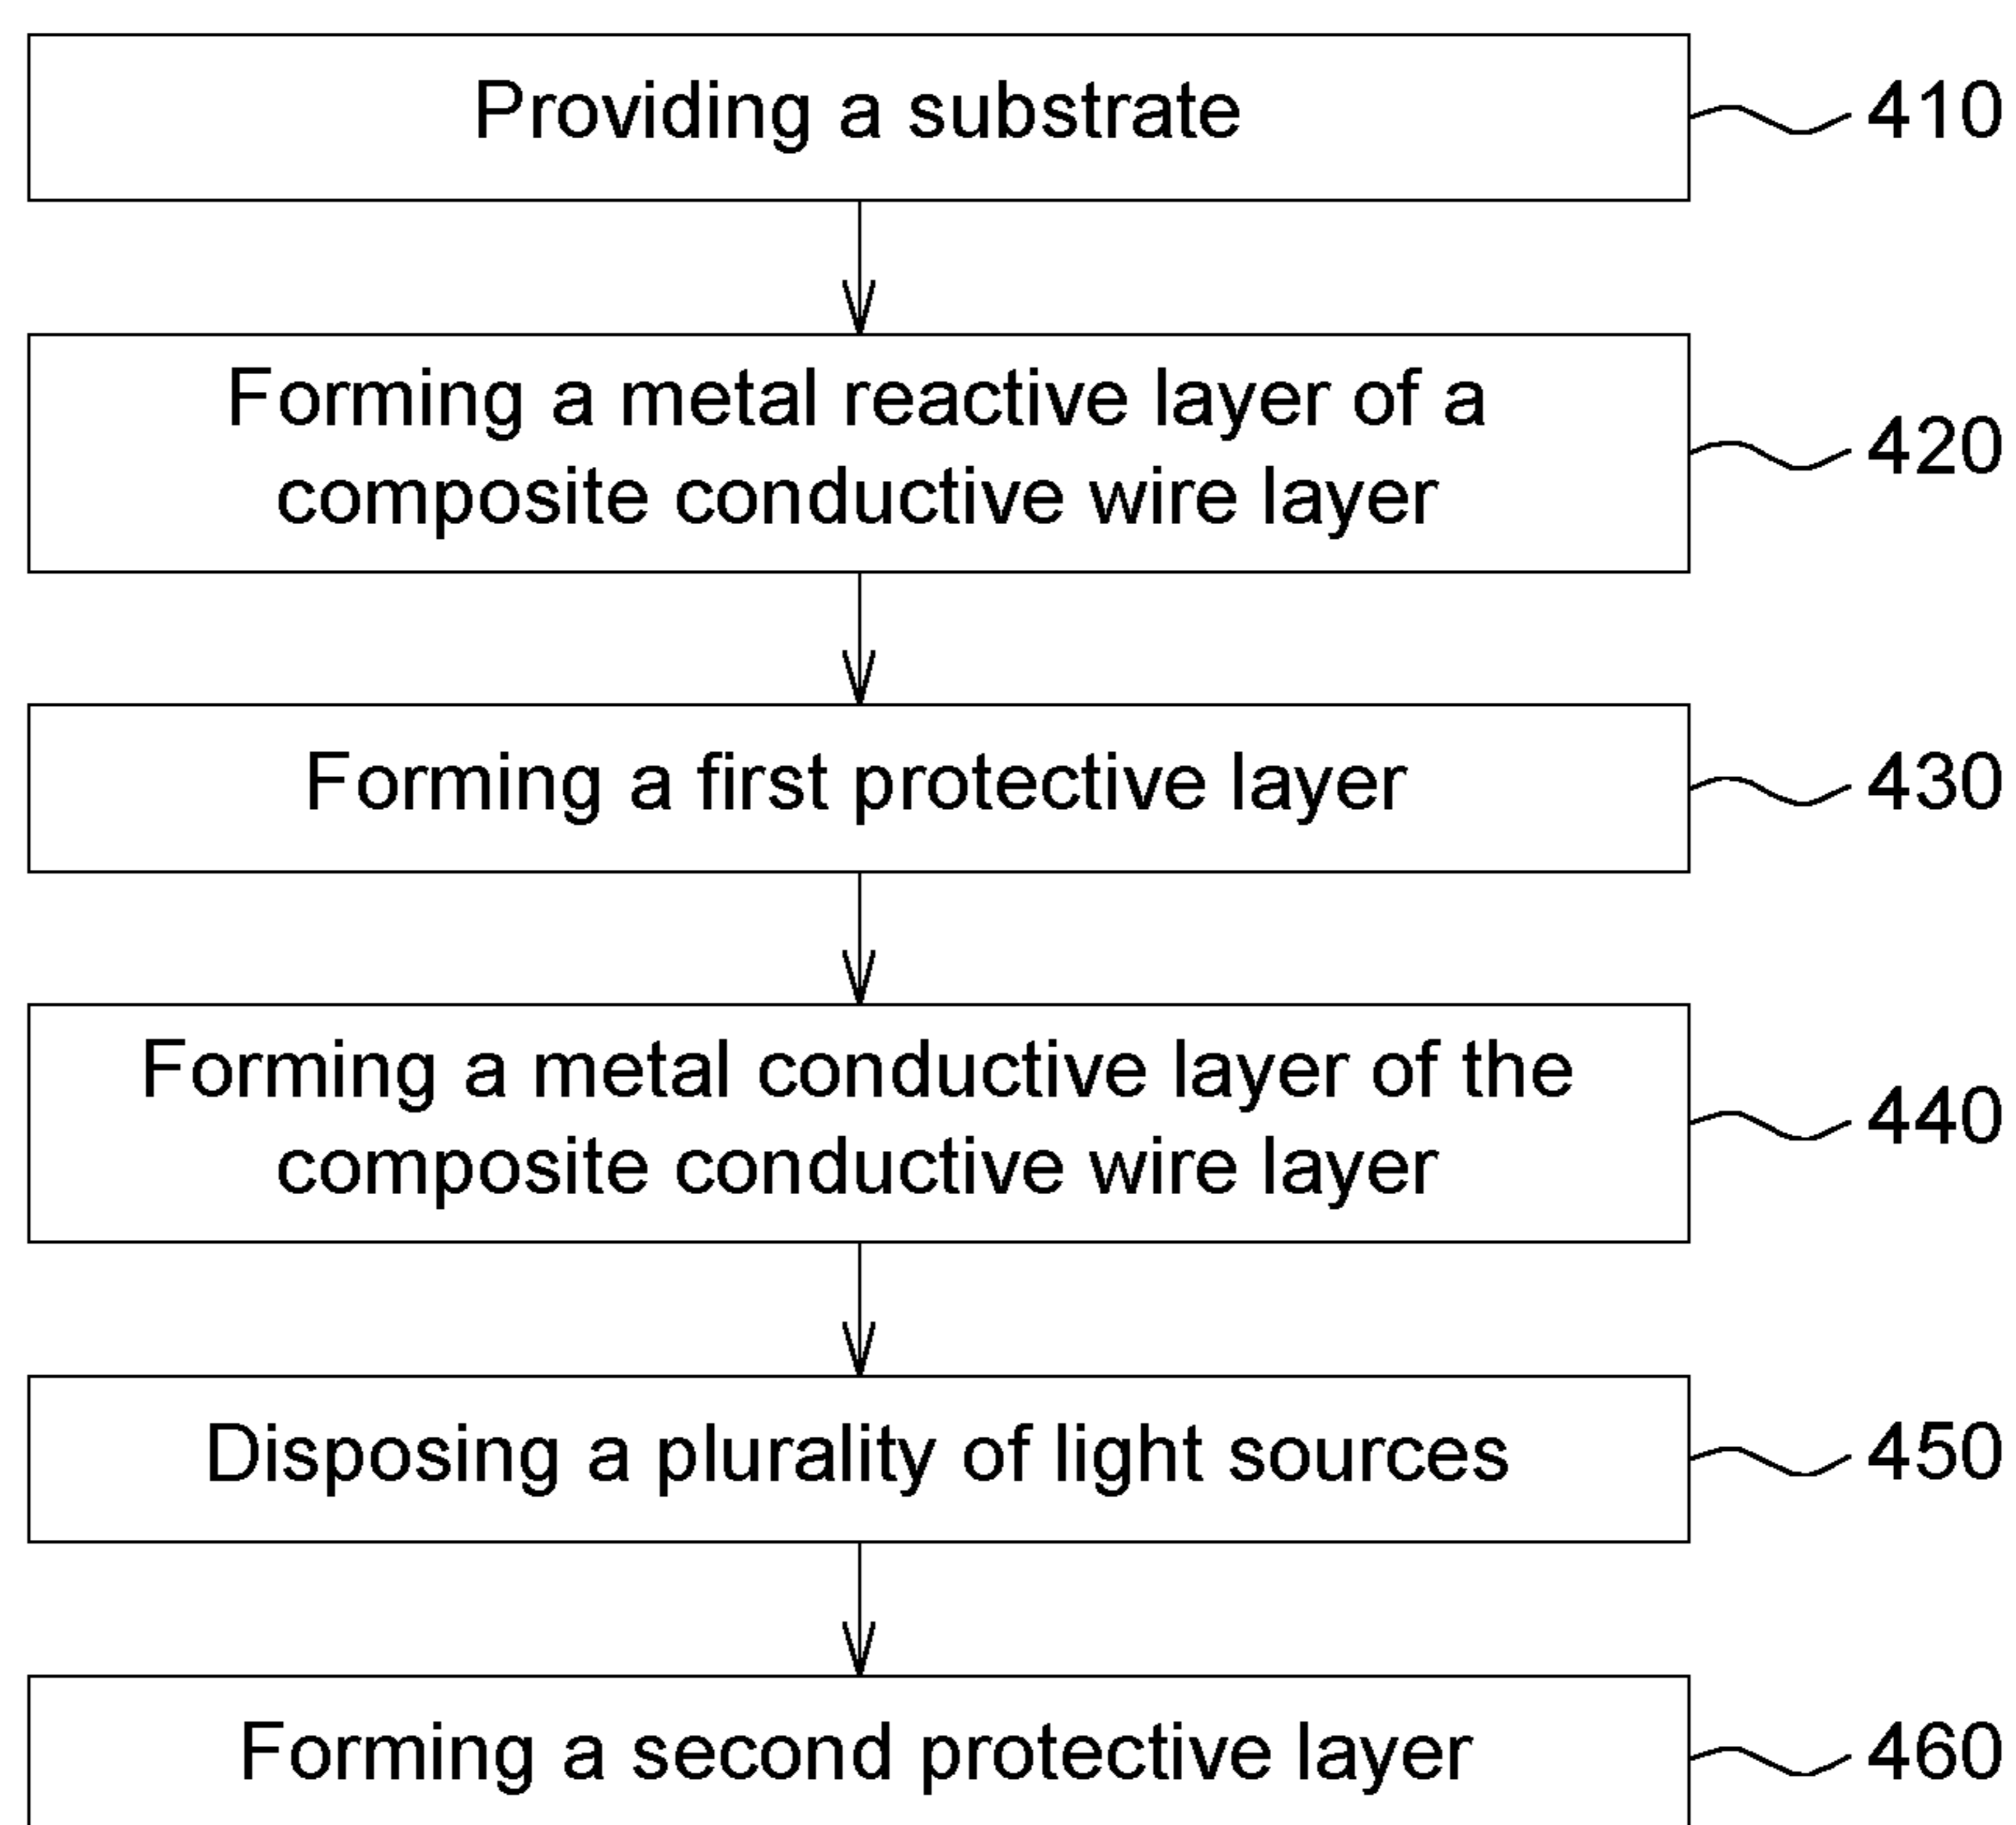 Providing a substrate
410
Forming a metal reactive layer of a
composite conductive wire layer
420
Forming a first protective layer
430
Forming a metal conductive layer of the
composite conductive wire layer
440
Disposing a plurality of light sources
450
Forming a second protective layer
460